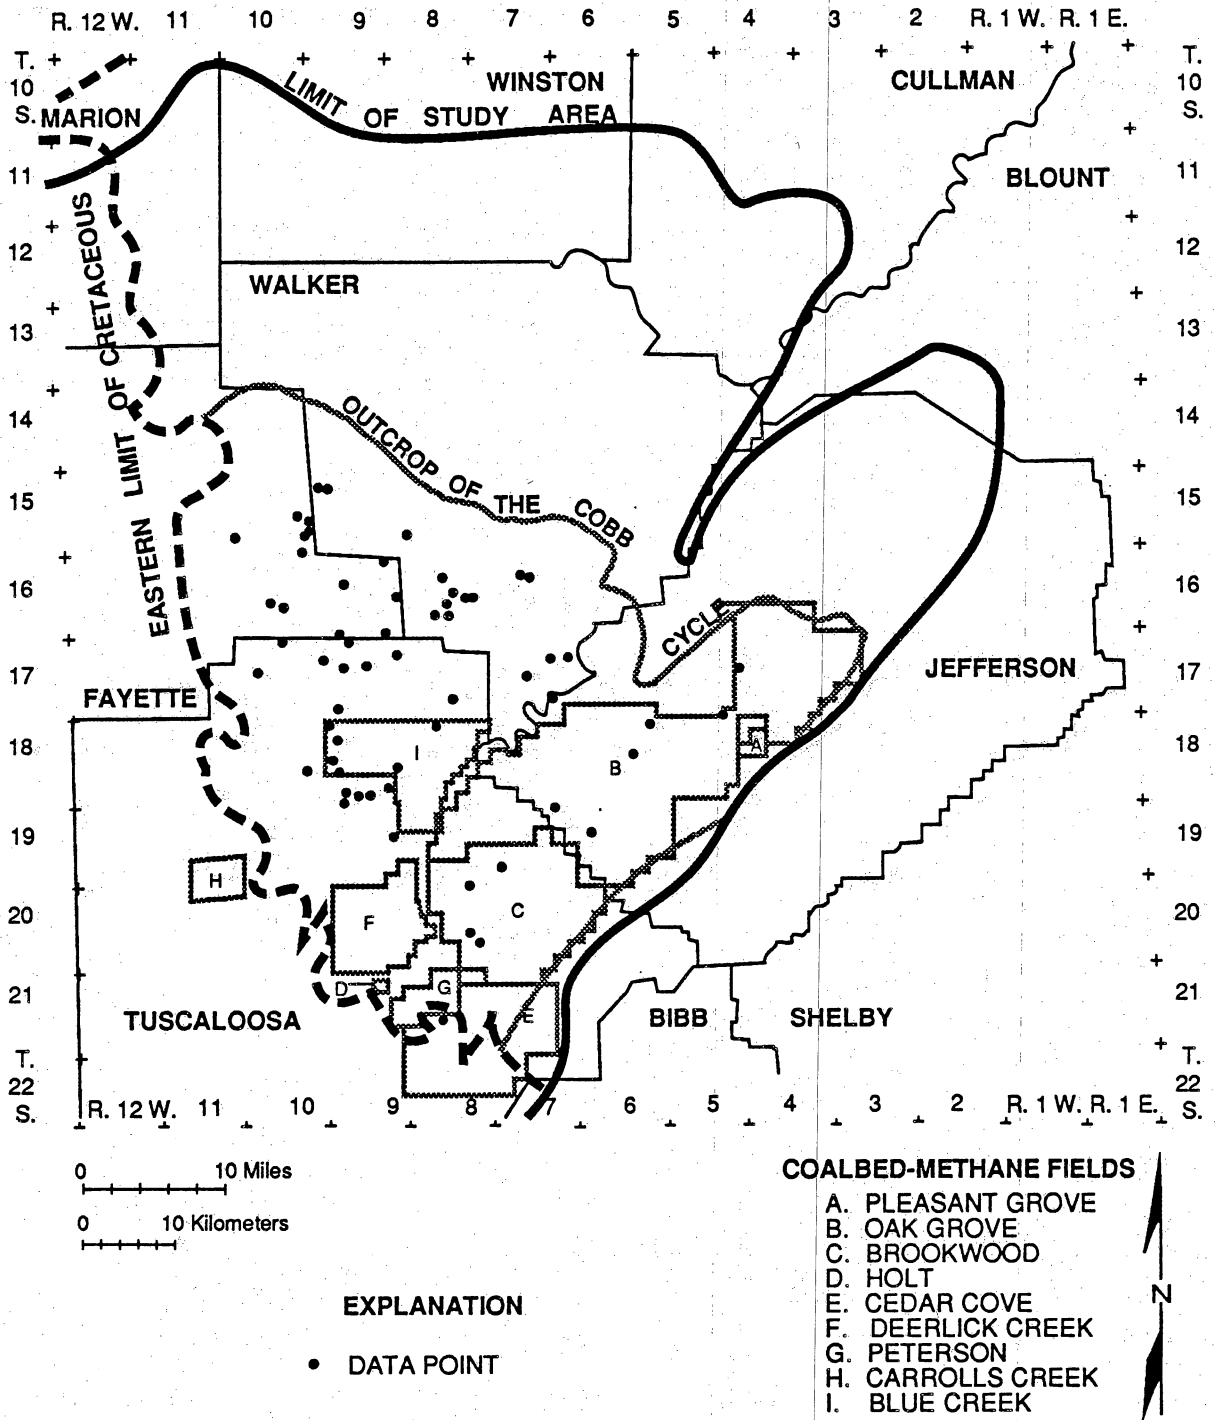 R. 12 W. 11 10 9 8 7 6 5 4 3 2 R. 1 W. R. 1 E.
T.
10
S.
T.
10
S.
WINSTON
CULLMAN
LIMIT OF STUDY AREA
MARION
11
11
BLOUNT
12
12
WALKER
13
13
EASTERN LIMIT OF CRETACEOUS
14
14
OUTCROP OF THE COBB CYCLE
15
15
16
16
17
17
JEFFERSON
FAYETTE
18
18
I
B
A
19
19
H
20
20
F
C
D
G
E
21
21
TUSCALOOSA
BIBB
SHELBY
T.
22
S.
T.
22
S.
R. 12 W. 11 10 9 8 7 6 5 4 3 2 R. 1 W. R. 1 E.
0 10 Miles
0 10 Kilometers
EXPLANATION
DATA POINT
COALBED-METHANE FIELDS
A. PLEASANT GROVE
B. OAK GROVE
C. BROOKWOOD
D. HOLT
E. CEDAR COVE
F. DEERLICK CREEK
G. PETERSON
H. CARROLLS CREEK
I. BLUE CREEK
N